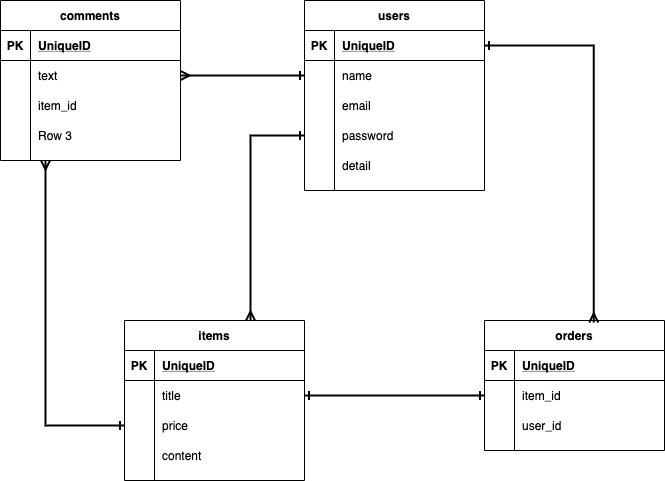 comments
PK UniqueID
text
item_id
Row 3
users
PK UniqueID
name
email
password
detail
items
PK UniqueID
title
price
content
orders
PK UniqueID
item_id
user_id